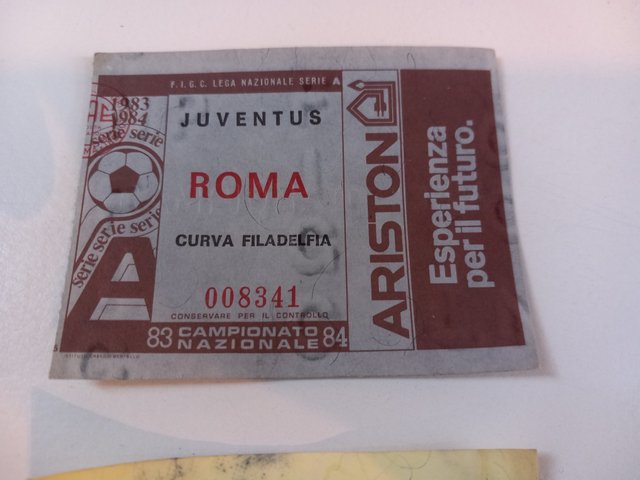 F.I.G.C. LEGA NAZIONALE SERIE A
1983
1984
serie serie
JUVENTUS
ROMA
CURVA FILADELFIA
serie serie serie
A
008341
CONSERVARE PER IL CONTROLLO
83 CAMPIONATO NAZIONALE 84
ARISTON
Esperienza
per il futuro.